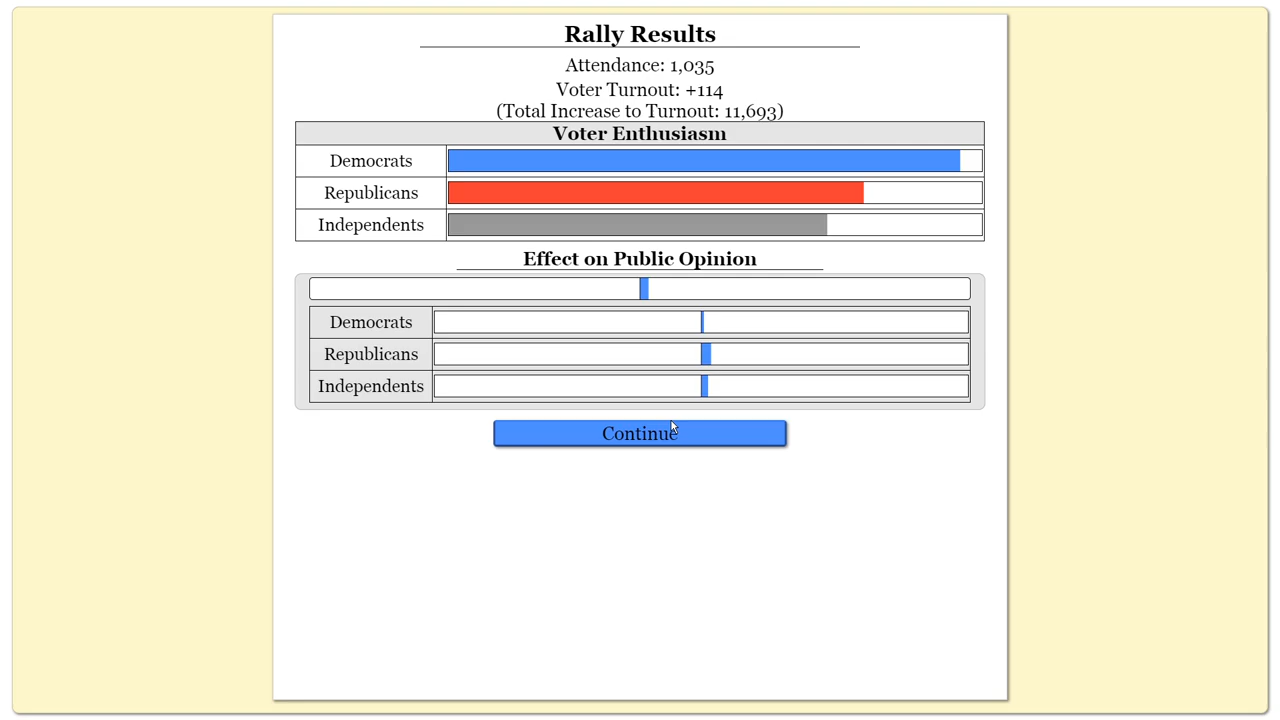 Rally Results
Attendance: 1,035
Voter Turnout: +114
(Total Increase to Turnout: 11,693)
Voter Enthusiasm
Democrats
Republicans
Independents
Effect on Public Opinion
Democrats
Republicans
Independents
Continue